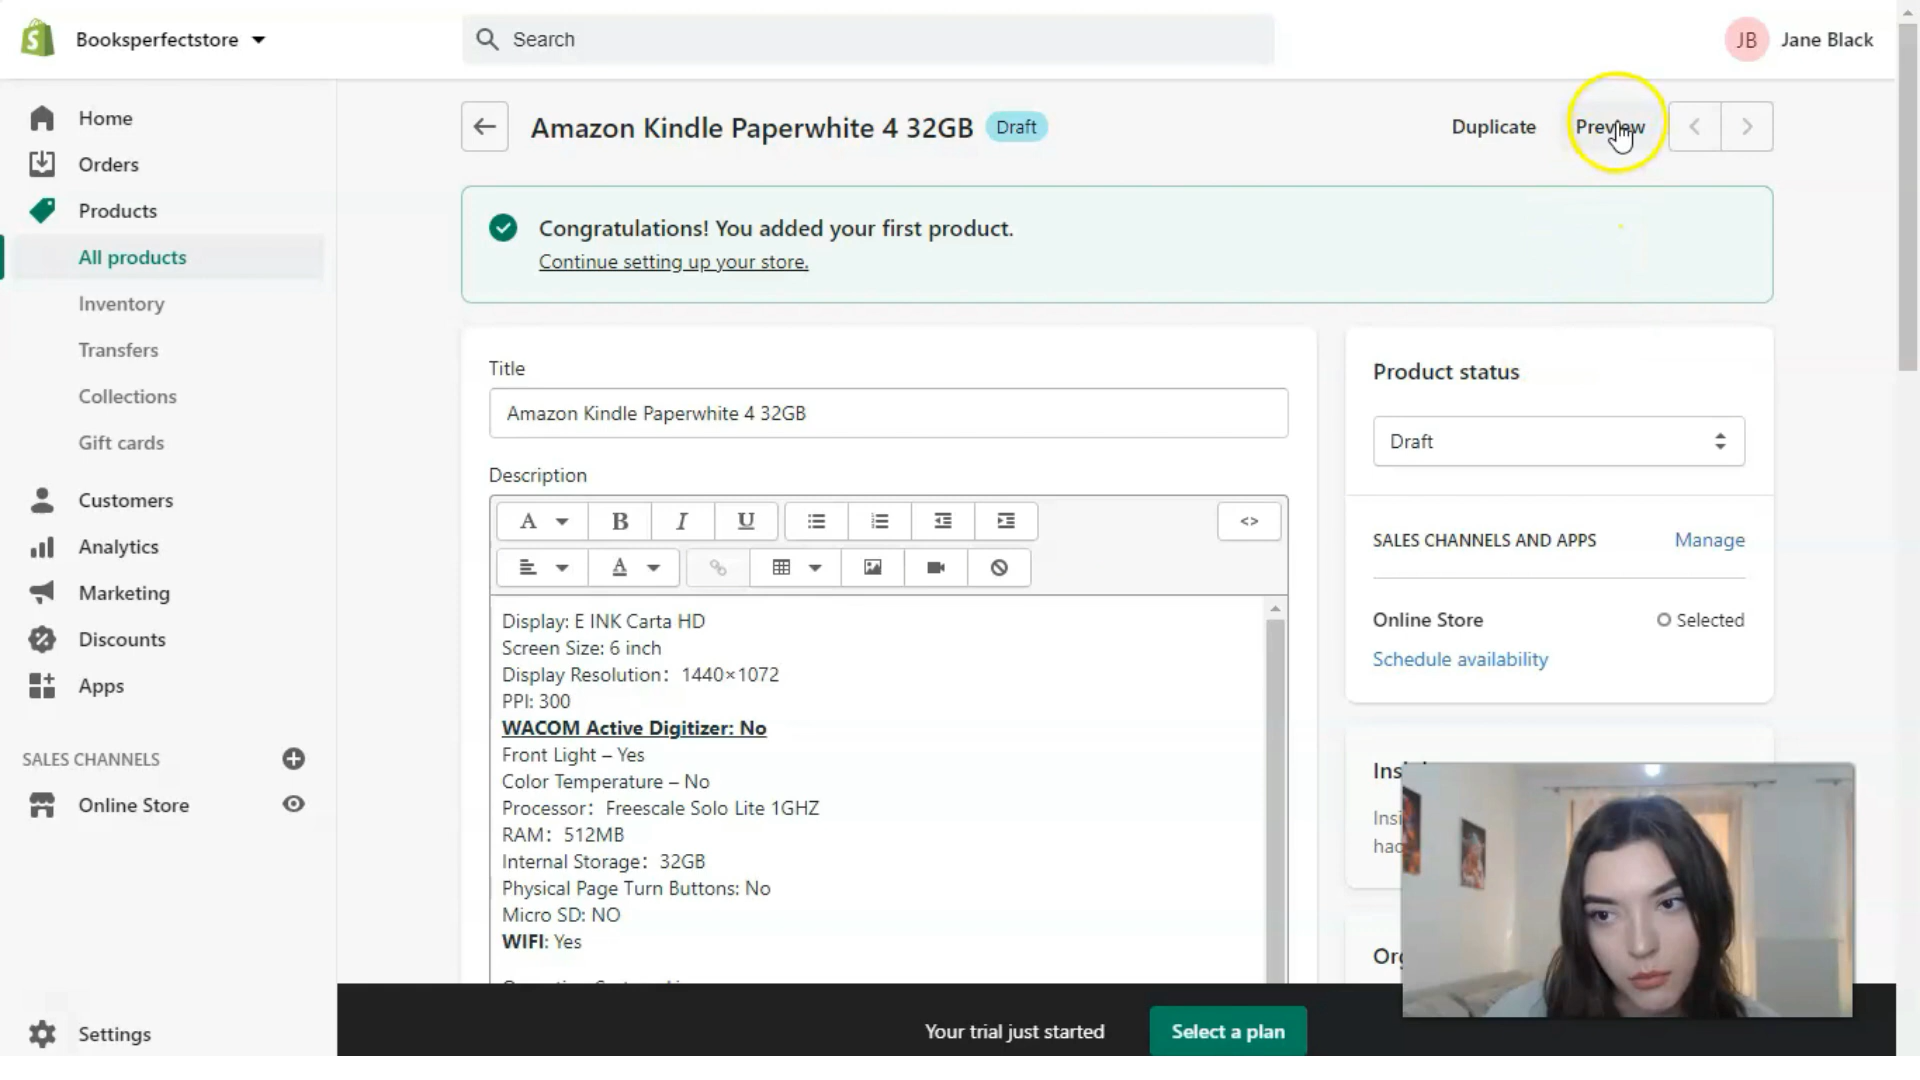 Booksperfectstore
Search
JB Jane Black
Home
Orders
Products
All products
Inventory
Transfers
Collections
Gift cards
Customers
Analytics
Marketing
Discounts
Apps
SALES CHANNELS
Online Store
Settings
Amazon Kindle Paperwhite 4 32GB Draft
Duplicate Preview
Congratulations! You added your first product.
Continue setting up your store.
Title
Amazon Kindle Paperwhite 4 32GB
Description
A B I U <>
A
Display: E INK Carta HD
Screen Size: 6 inch
Display Resolution: 1440×1072
PPI: 300
WACOM Active Digitizer: No
Front Light – Yes
Color Temperature – No
Processor: Freescale Solo Lite 1GHZ
RAM: 512MB
Internal Storage: 32GB
Physical Page Turn Buttons: No
Micro SD: NO
WIFI: Yes
Product status
Draft
SALES CHANNELS AND APPS Manage
Online Store Selected
Schedule availability
Your trial just started Select a plan